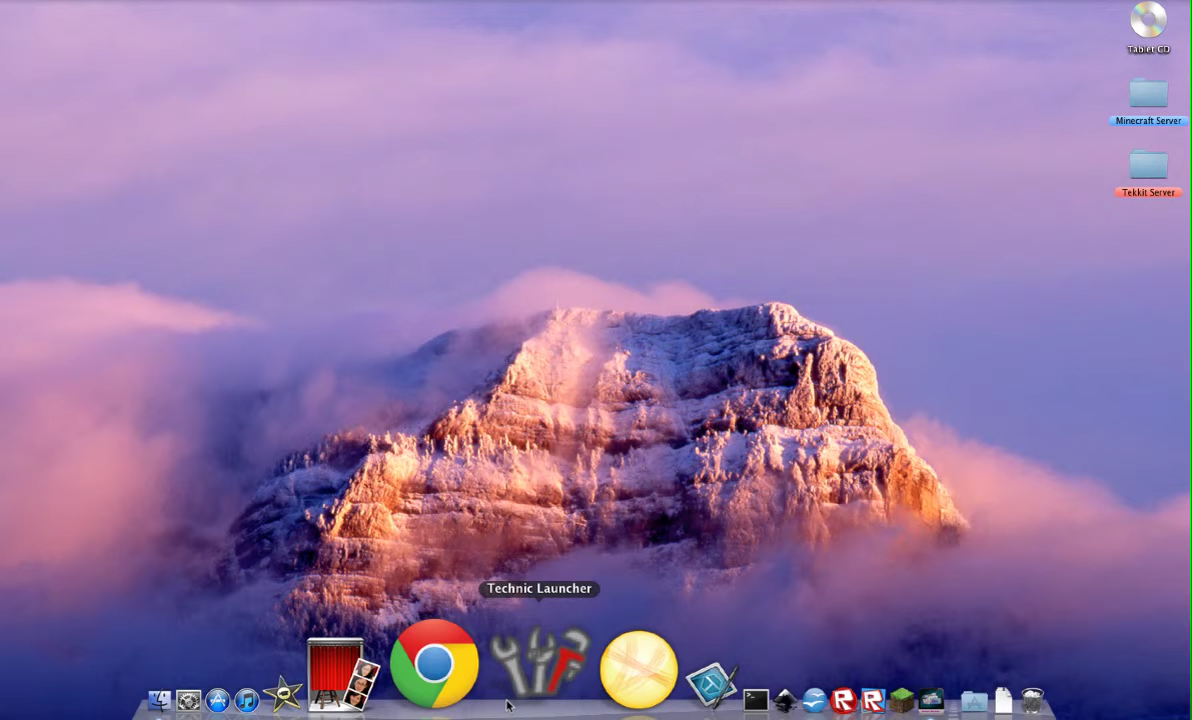 Tablet CD
Minecraft Server
Tekkit Server
Technic Launcher